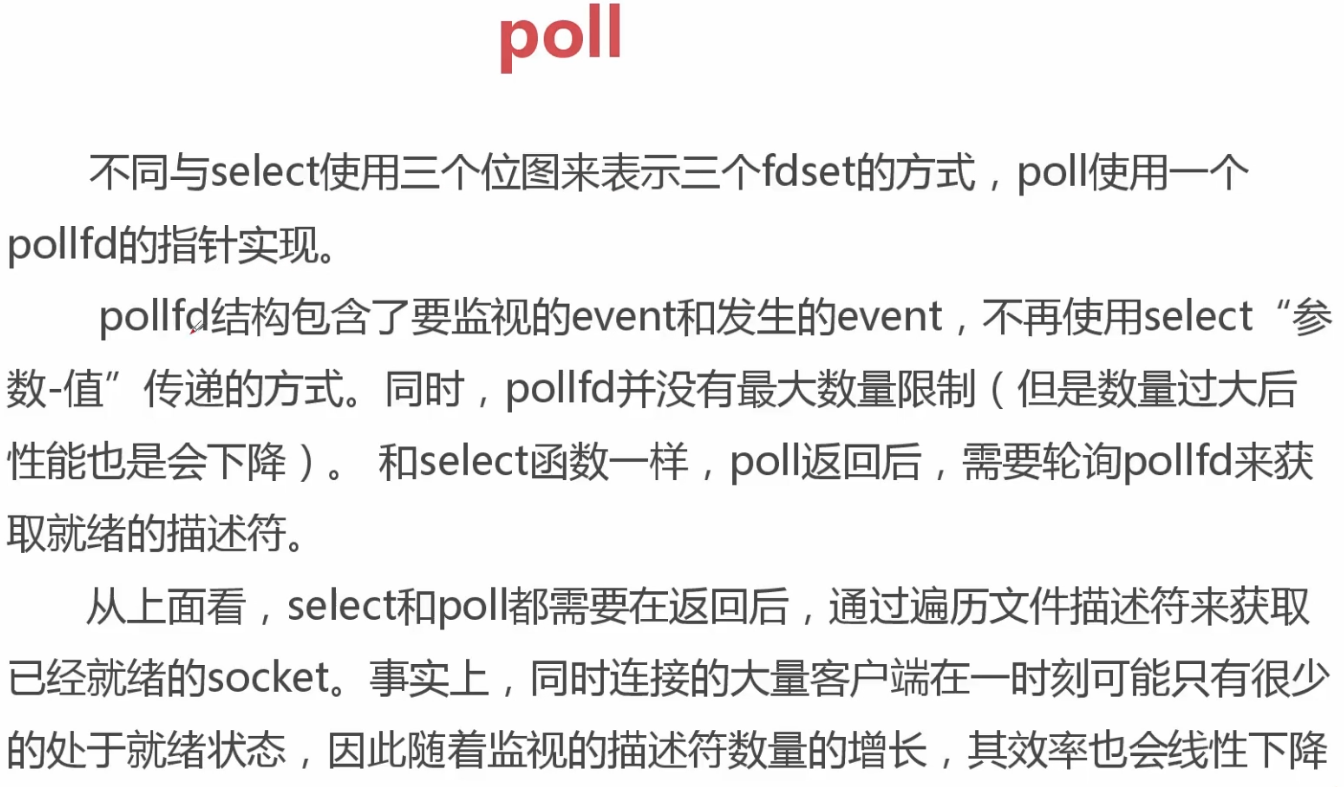 poll
不同与select使用三个位图来表示三个fdset的方式，poll使用一个
pollfd的指针实现。
pollfd结构包含了要监视的event和发生的event，不再使用select“参
数-值”传递的方式。同时，pollfd并没有最大数量限制（但是数量过大后
性能也是会下降）。 和select函数一样，poll返回后，需要轮询pollfd来获
取就绪的描述符。
从上面看，select和poll都需要在返回后，通过遍历文件描述符来获取
已经就绪的socket。事实上，同时连接的大量客户端在一时刻可能只有很少
的处于就绪状态，因此随着监视的描述符数量的增长，其效率也会线性下降